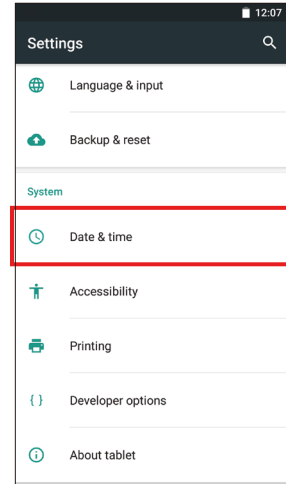 12:07
Settings
Language & input
Backup & reset
System
Date & time
Accessibility
Printing
{ } Developer options
About tablet